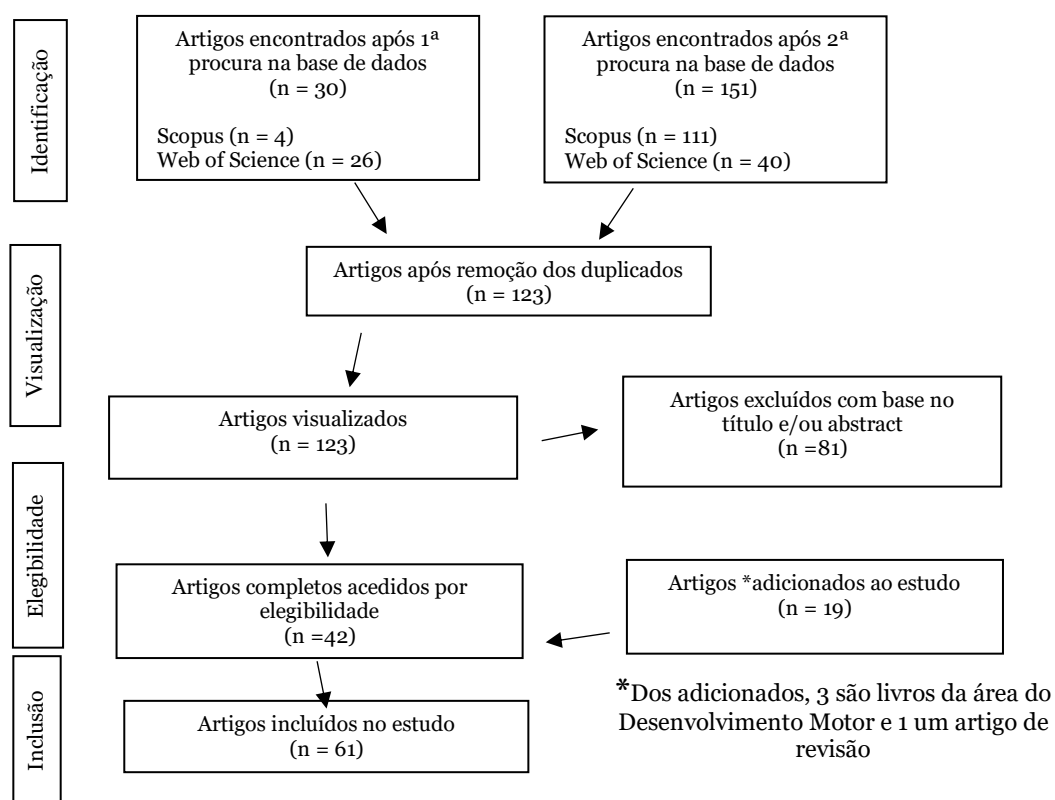 Identificação
Artigos encontrados após 1ª
procura na base de dados
(n = 30)
Scopus (n = 4)
Web of Science (n = 26)
Artigos encontrados após 2ª
procura na base de dados
(n = 151)
Scopus (n = 111)
Web of Science (n = 40)
Visualização
Artigos após remoção dos duplicados
(n = 123)
Artigos visualizados
(n = 123)
Artigos excluídos com base no
título e/ou abstract
(n =81)
Elegibilidade
Artigos completos acedidos por
elegibilidade
(n =42)
Artigos *adicionados ao estudo
(n = 19)
Inclusão
Artigos incluídos no estudo
(n = 61)
*Dos adicionados, 3 são livros da área do
Desenvolvimento Motor e 1 um artigo de
revisão